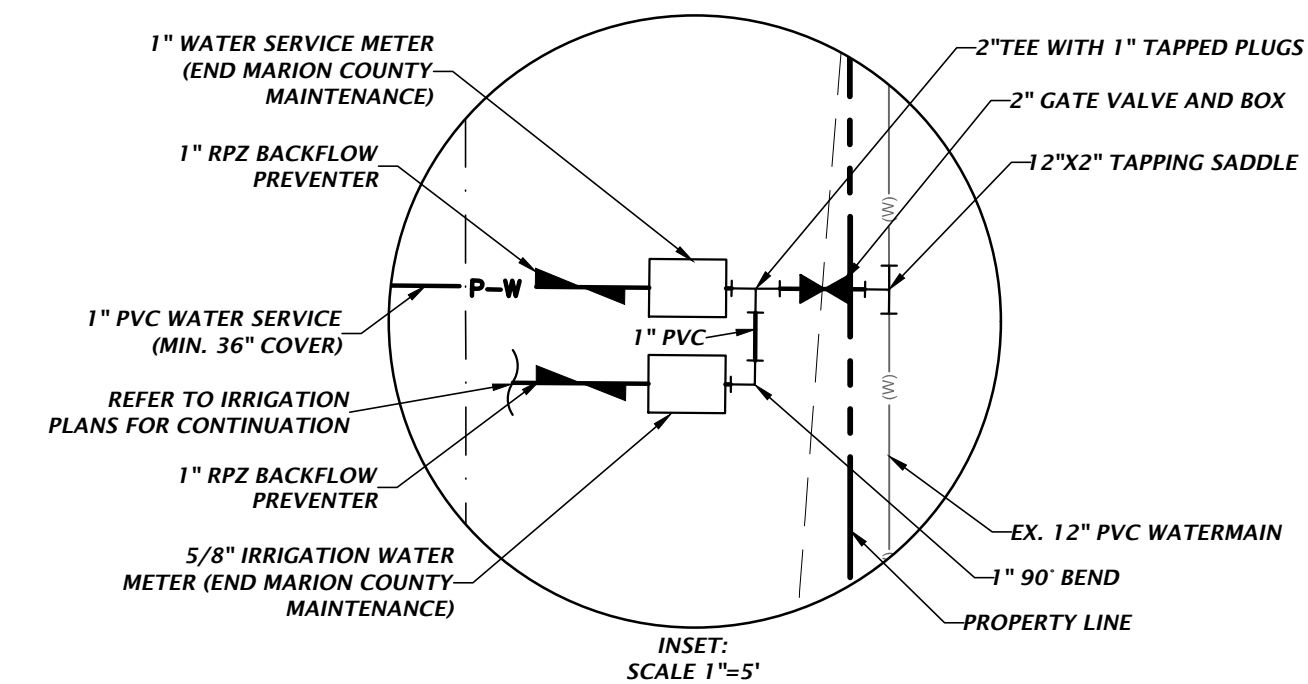 1" WATER SERVICE METER
(END MARION COUNTY
MAINTENANCE)
1" RPZ BACKFLOW
PREVENTER
1" PVC WATER SERVICE
(MIN. 36" COVER)
REFER TO IRRIGATION
PLANS FOR CONTINUATION
1" RPZ BACKFLOW
PREVENTER
5/8" IRRIGATION WATER
METER (END MARION COUNTY
MAINTENANCE)
P-W
1" PVC
(W)
(W)
2"TEE WITH 1" TAPPED PLUGS
2" GATE VALVE AND BOX
12"X2" TAPPING SADDLE
EX. 12" PVC WATERMAIN
1" 90° BEND
PROPERTY LINE
INSET:
SCALE 1"=5'